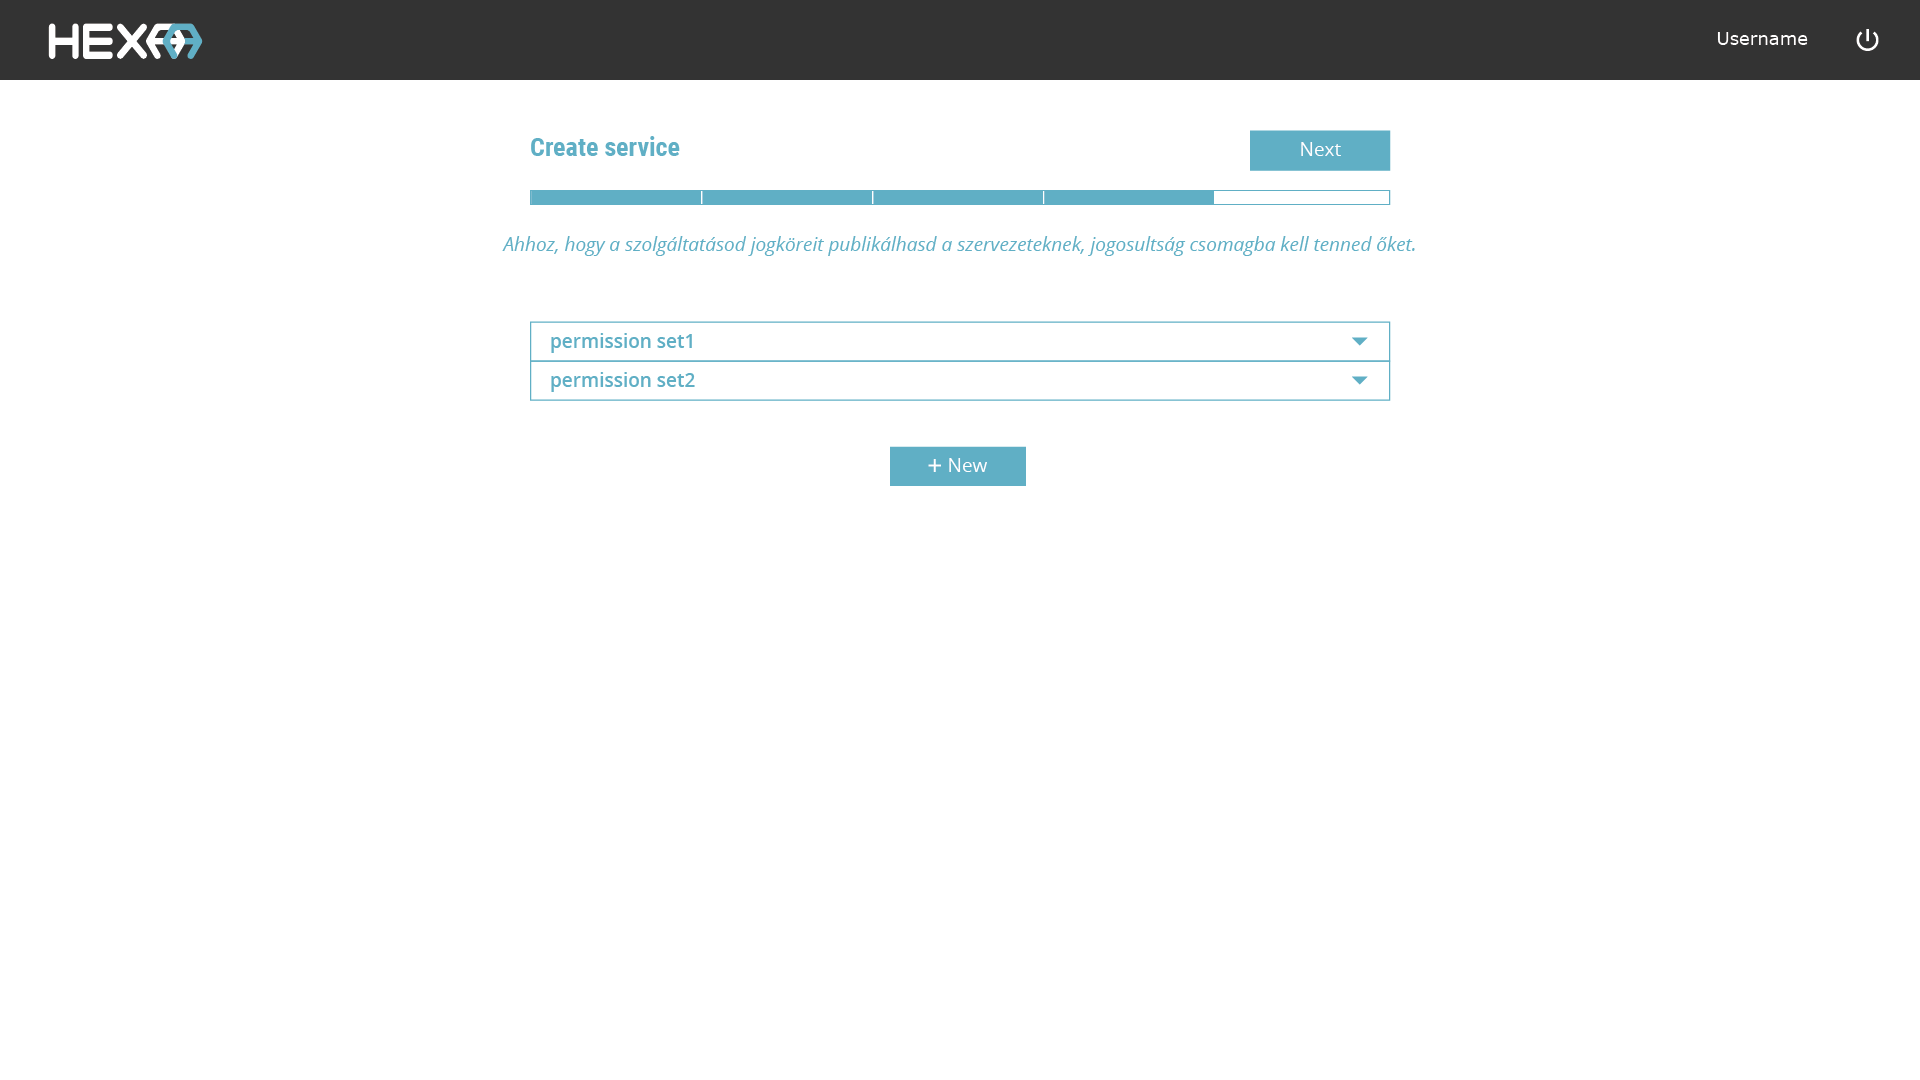 HEXAA
Username
Create service
Next
Ahhoz, hogy a szolgáltatásod jogköreit publikálhasd a szervezeteknek, jogosultság csomagba kell tenned őket.
permission set1
permission set2
+ New